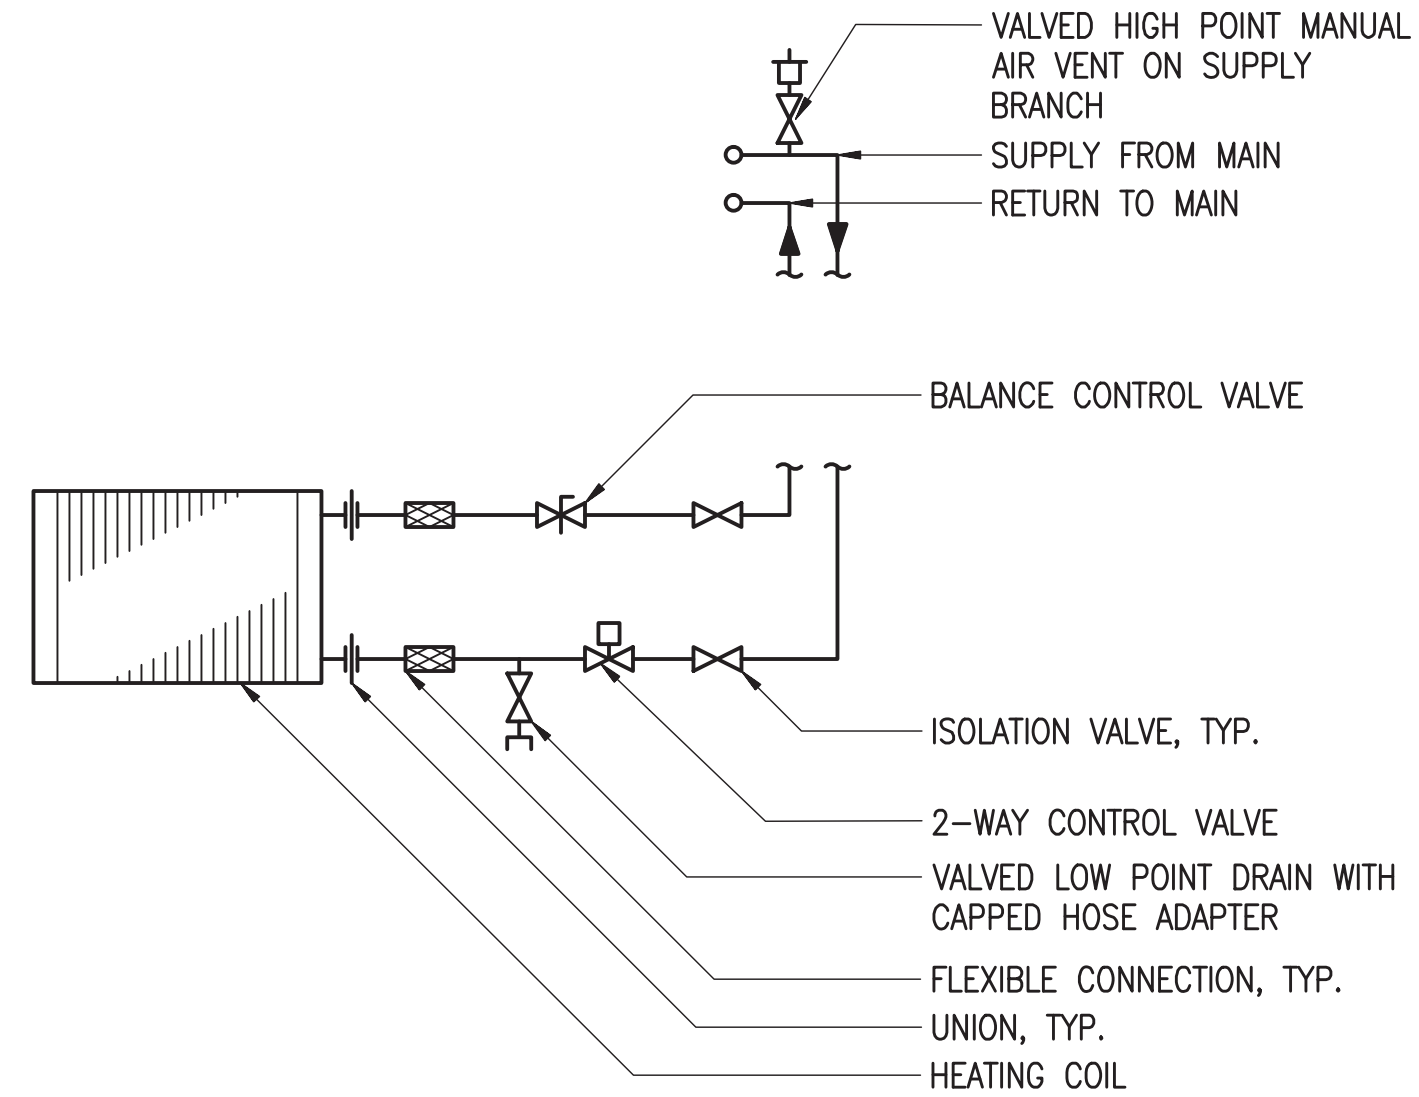 VALVED HIGH POINT MANUAL
AIR VENT ON SUPPLY
BRANCH
SUPPLY FROM MAIN
RETURN TO MAIN
BALANCE CONTROL VALVE
ISOLATION VALVE, TYP.
2-WAY CONTROL VALVE
VALVED LOW POINT DRAIN WITH
CAPPED HOSE ADAPTER
FLEXIBLE CONNECTION, TYP.
UNION, TYP.
HEATING COIL